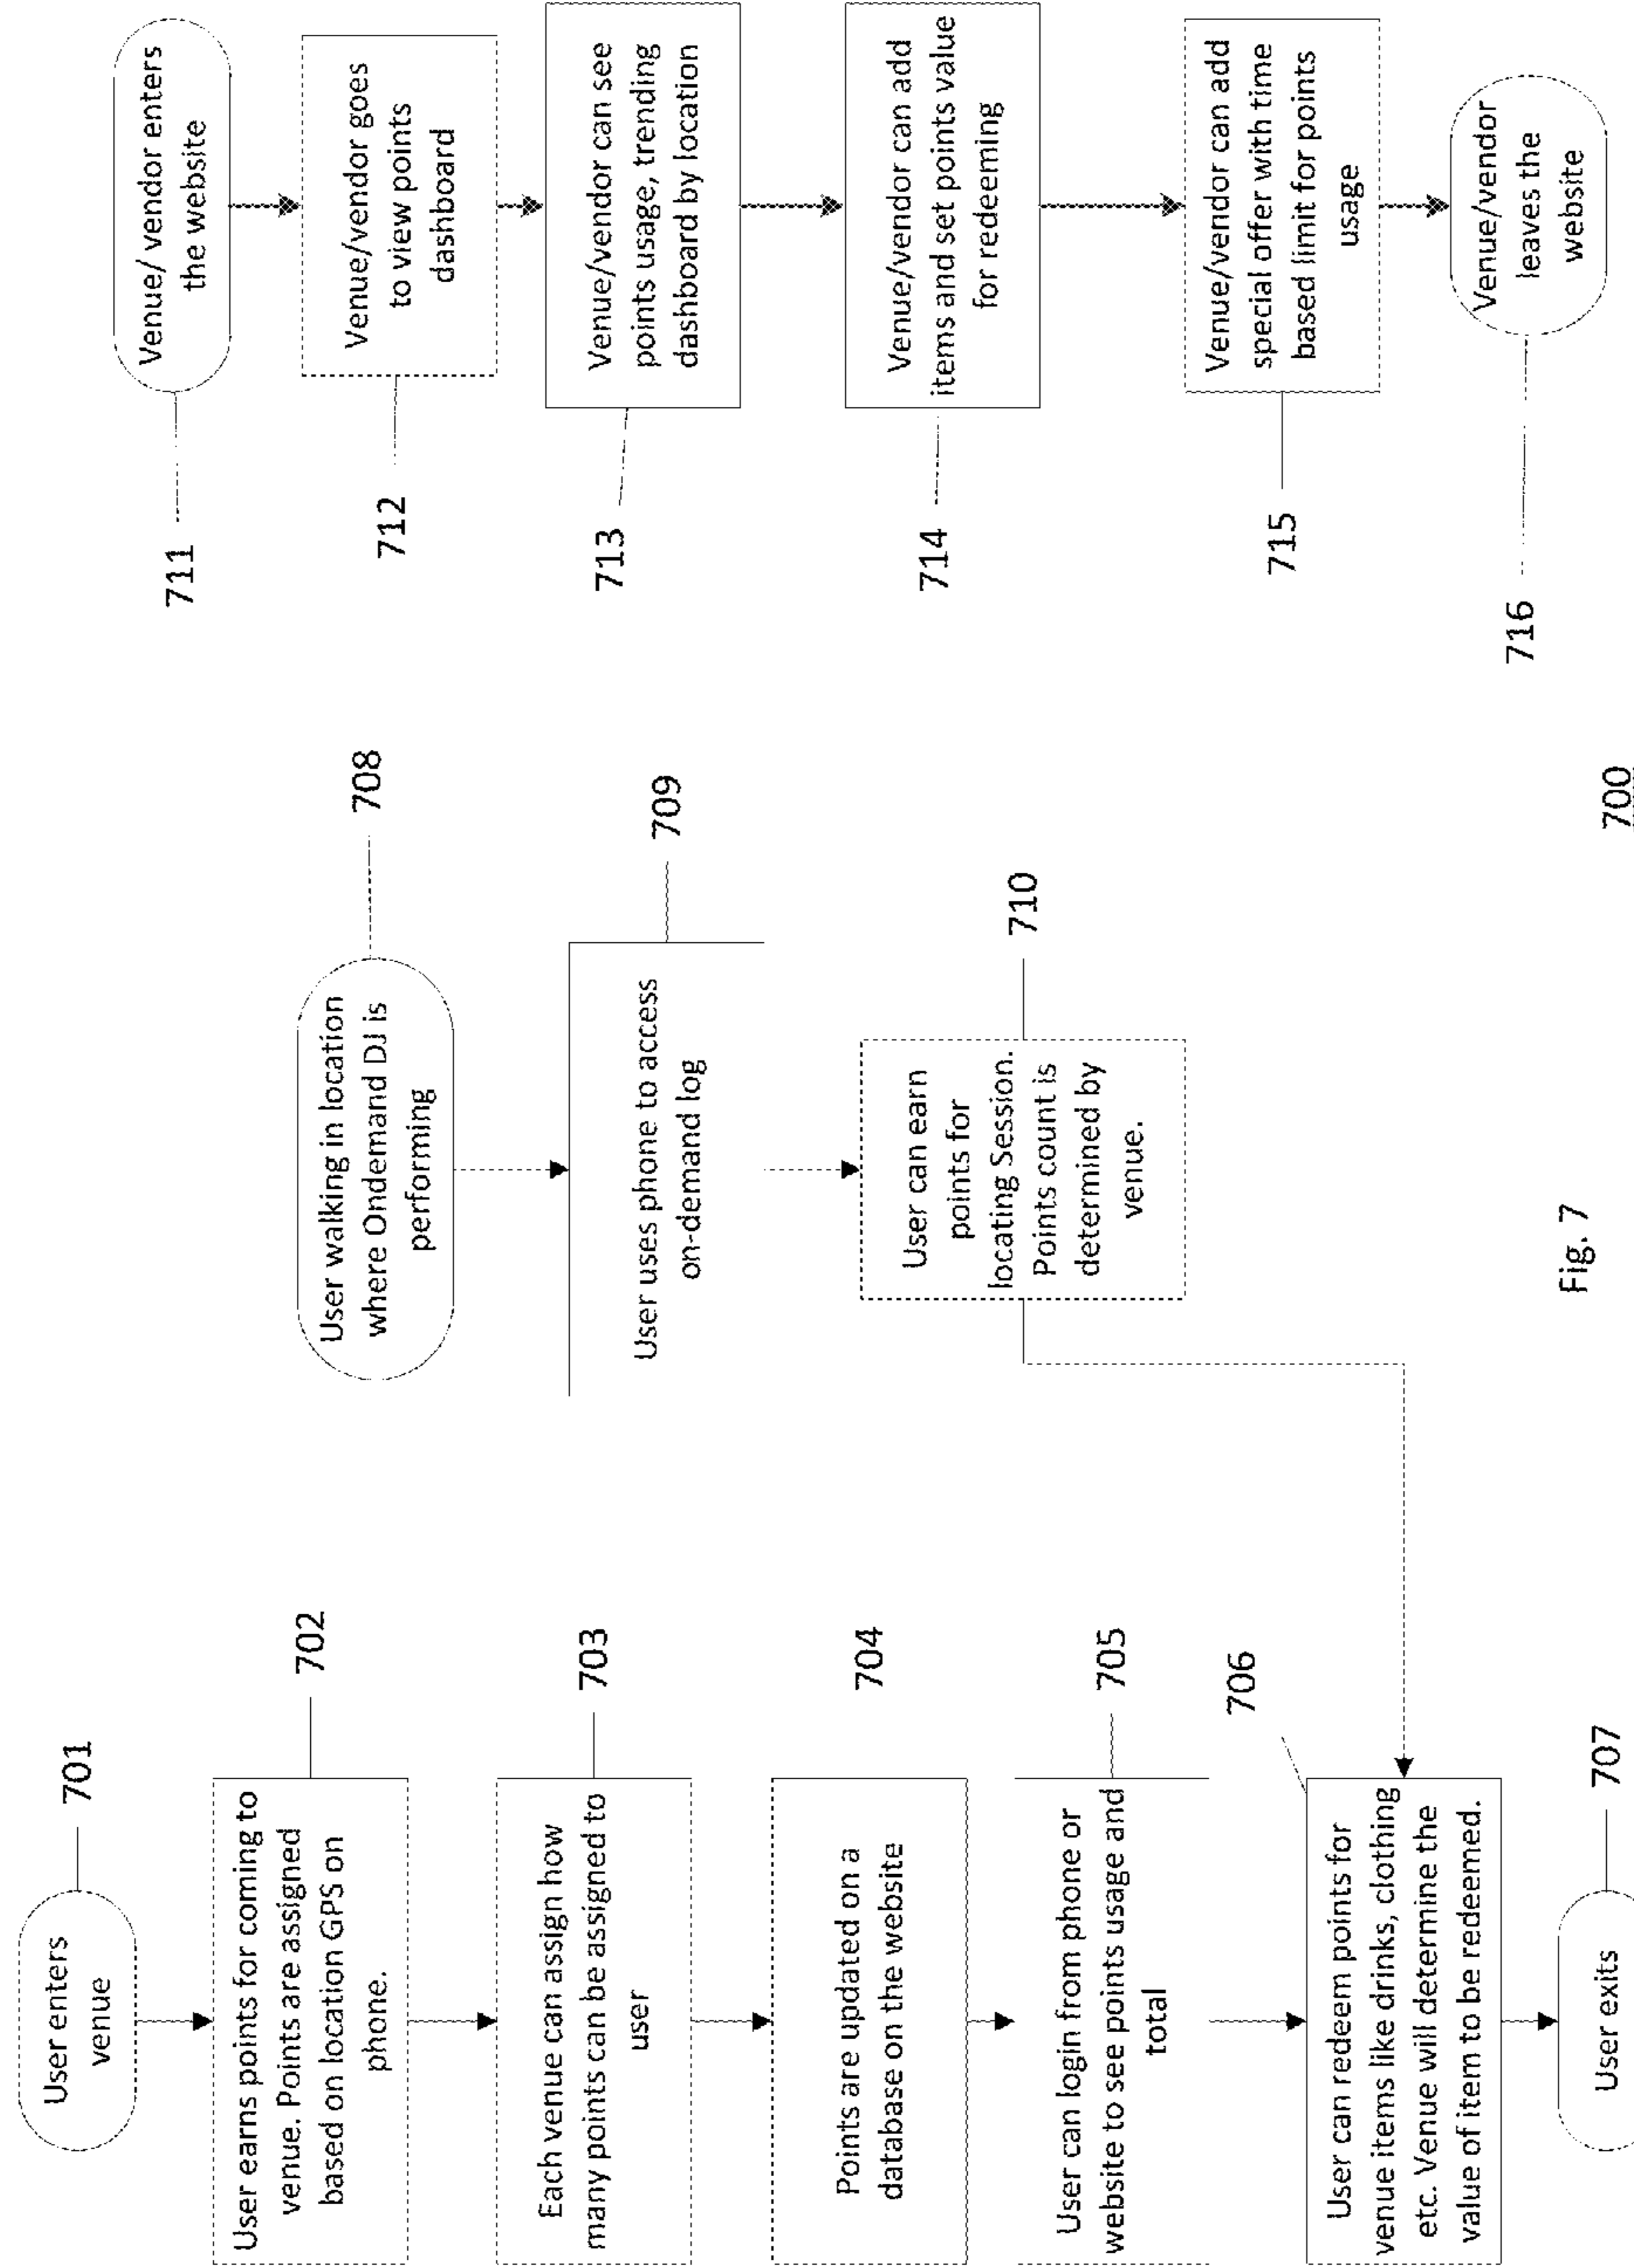 701
User enters
venue
702
User earns points for coming to
venue. Points are assigned
based on location GPS on
phone.
703
Each venue can assign how
many points can be assigned to
user
704
Points are updated on a
database on the website
705
User can login from phone or
website to see points usage and
total
706
User can redeem points for
venue items like drinks, clothing
etc. Venue will determine the
value of item to be redeemed.
707
User exits
708
User walking in location
where Ondemand DJ is
performing
709
User uses phone to access
on-demand log
710
User can earn
points for
locating Session.
Points count is
determined by
venue.
711
Venue/ vendor enters
the website
712
Venue/vendor goes
to view points
dashboard
713
Venue/vendor can see
points usage, trending
dashboard by location
714
Venue/vendor can add
items and set points value
for redeeming
715
Venue/vendor can add
special offer with time
based limit for points
usage
716
Venue/vendor
leaves the
website
Fig. 7
700